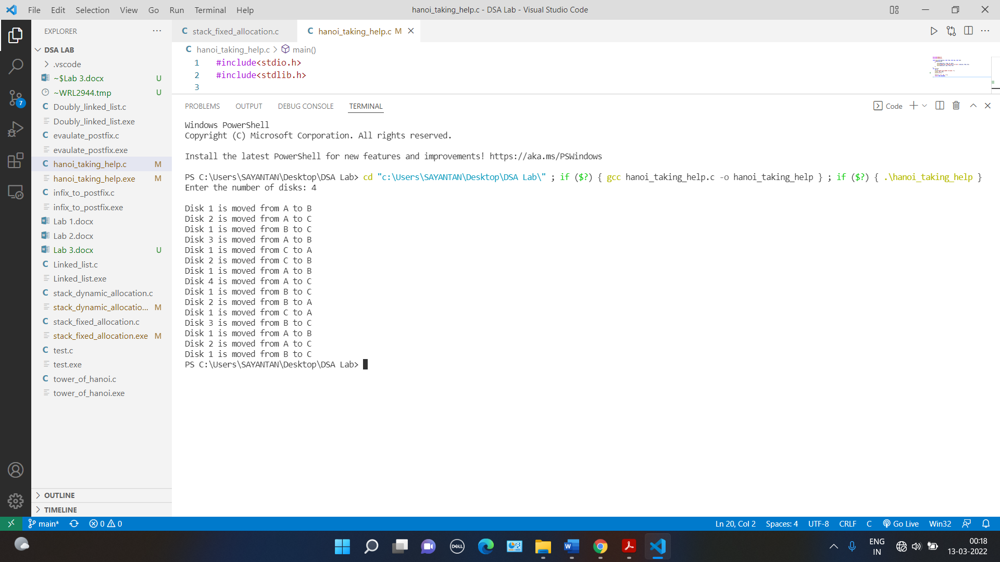 File Edit Selection View Go Run Terminal Help
hanoi_taking_help.c - DSA Lab - Visual Studio Code
EXPLORER
DSA LAB
.vscode
~$Lab 3.docx U
~WRL2944.tmp U
Doubly_linked_list.c
Doubly_linked_list.exe
evaulate_postfix.c
evaulate_postfix.exe
hanoi_taking_help.c M
hanoi_taking_help.exe M
infix_to_postfix.c
infix_to_postfix.exe
Lab 1.docx
Lab 2.docx
Lab 3.docx U
Linked_list.c
Linked_list.exe
stack_dynamic_allocation.c
stack_dynamic_allocatio... M
stack_fixed_allocation.c
stack_fixed_allocation.exe M
test.c
test.exe
tower_of_hanoi.c
tower_of_hanoi.exe
OUTLINE
TIMELINE
7
C stack_fixed_allocation.c
C hanoi_taking_help.c M
C hanoi_taking_help.c > main()
1 #include<stdio.h>
2 #include<stdlib.h>
3
PROBLEMS OUTPUT DEBUG CONSOLE TERMINAL
Code
Windows PowerShell
Copyright (C) Microsoft Corporation. All rights reserved.
Install the latest PowerShell for new features and improvements! https://aka.ms/PSWindows
PS C:\Users\SAYANTAN\Desktop\DSA Lab> cd "c:\Users\SAYANTAN\Desktop\DSA Lab\" ; if ($?) { gcc hanoi_taking_help.c -o hanoi_taking_help } ; if ($?) { .\hanoi_taking_help }
Enter the number of disks: 4
Disk 1 is moved from A to B
Disk 2 is moved from A to C
Disk 1 is moved from B to C
Disk 3 is moved from A to B
Disk 1 is moved from C to A
Disk 2 is moved from C to B
Disk 1 is moved from A to B
Disk 4 is moved from A to C
Disk 1 is moved from B to C
Disk 2 is moved from B to A
Disk 1 is moved from C to A
Disk 3 is moved from B to C
Disk 1 is moved from A to B
Disk 2 is moved from A to C
Disk 1 is moved from B to C
PS C:\Users\SAYANTAN\Desktop\DSA Lab>
main* 0 0
Ln 20, Col 2 Spaces: 4 UTF-8 CRLF C Go Live Win32
DELL
ENG
IN
00:18
13-03-2022